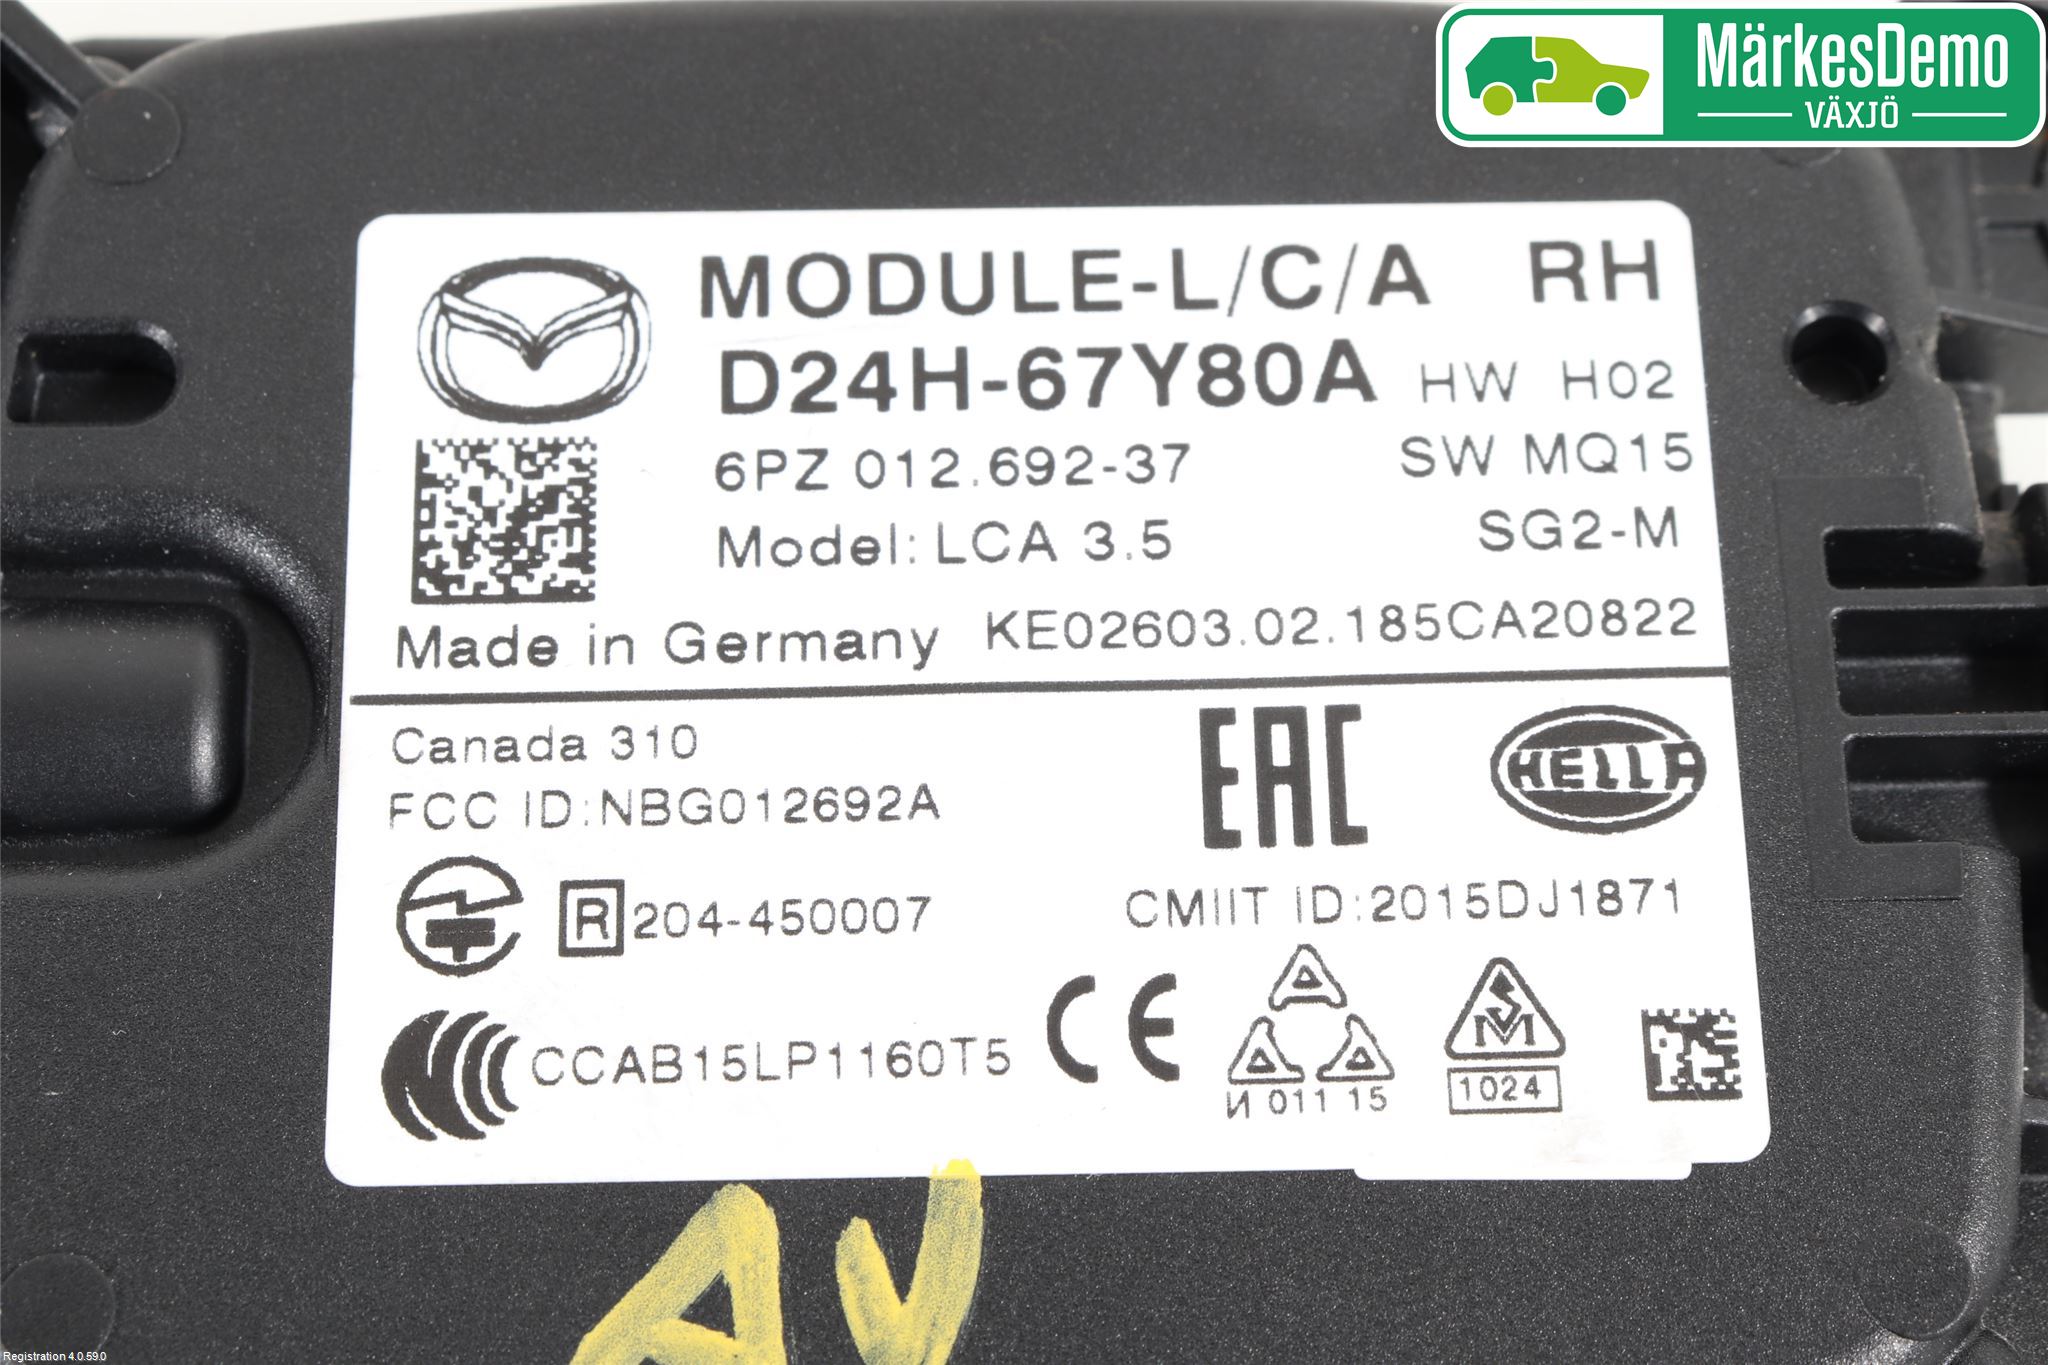 MärkesDemo
VÄXJÖ
MODULE-L/C/A RH
D24H-67Y80A HW H02
6PZ 012.692-37 SW MQ15
Model: LCA 3.5 SG2-M
Made in Germany KE02603.02.185CA20822
Canada 310
FCC ID:NBG012692A
EAC HELLA
R 204-450007 CMIIT ID:2015DJ1871
CCAB15LP1160T5 CE
И 011 15 SM 1024
AV
Registration 4.0.59.0